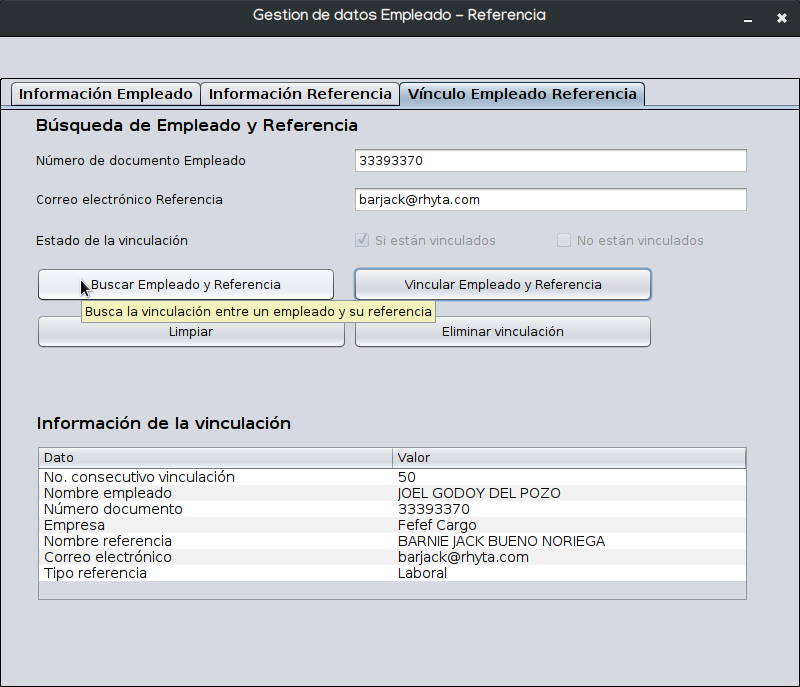 Gestion de datos Empleado – Referencia
Información Empleado Información Referencia Vínculo Empleado Referencia
Búsqueda de Empleado y Referencia
Número de documento Empleado 33393370
Correo electrónico Referencia barjack@rhyta.com
Estado de la vinculación Si están vinculados No están vinculados
Buscar Empleado y Referencia Vincular Empleado y Referencia
Busca la vinculación entre un empleado y su referencia
Limpiar Eliminar vinculación
Información de la vinculación
Dato Valor
No. consecutivo vinculación 50
Nombre empleado JOEL GODOY DEL POZO
Número documento 33393370
Empresa Fefef Cargo
Nombre referencia BARNIE JACK BUENO NORIEGA
Correo electrónico barjack@rhyta.com
Tipo referencia Laboral